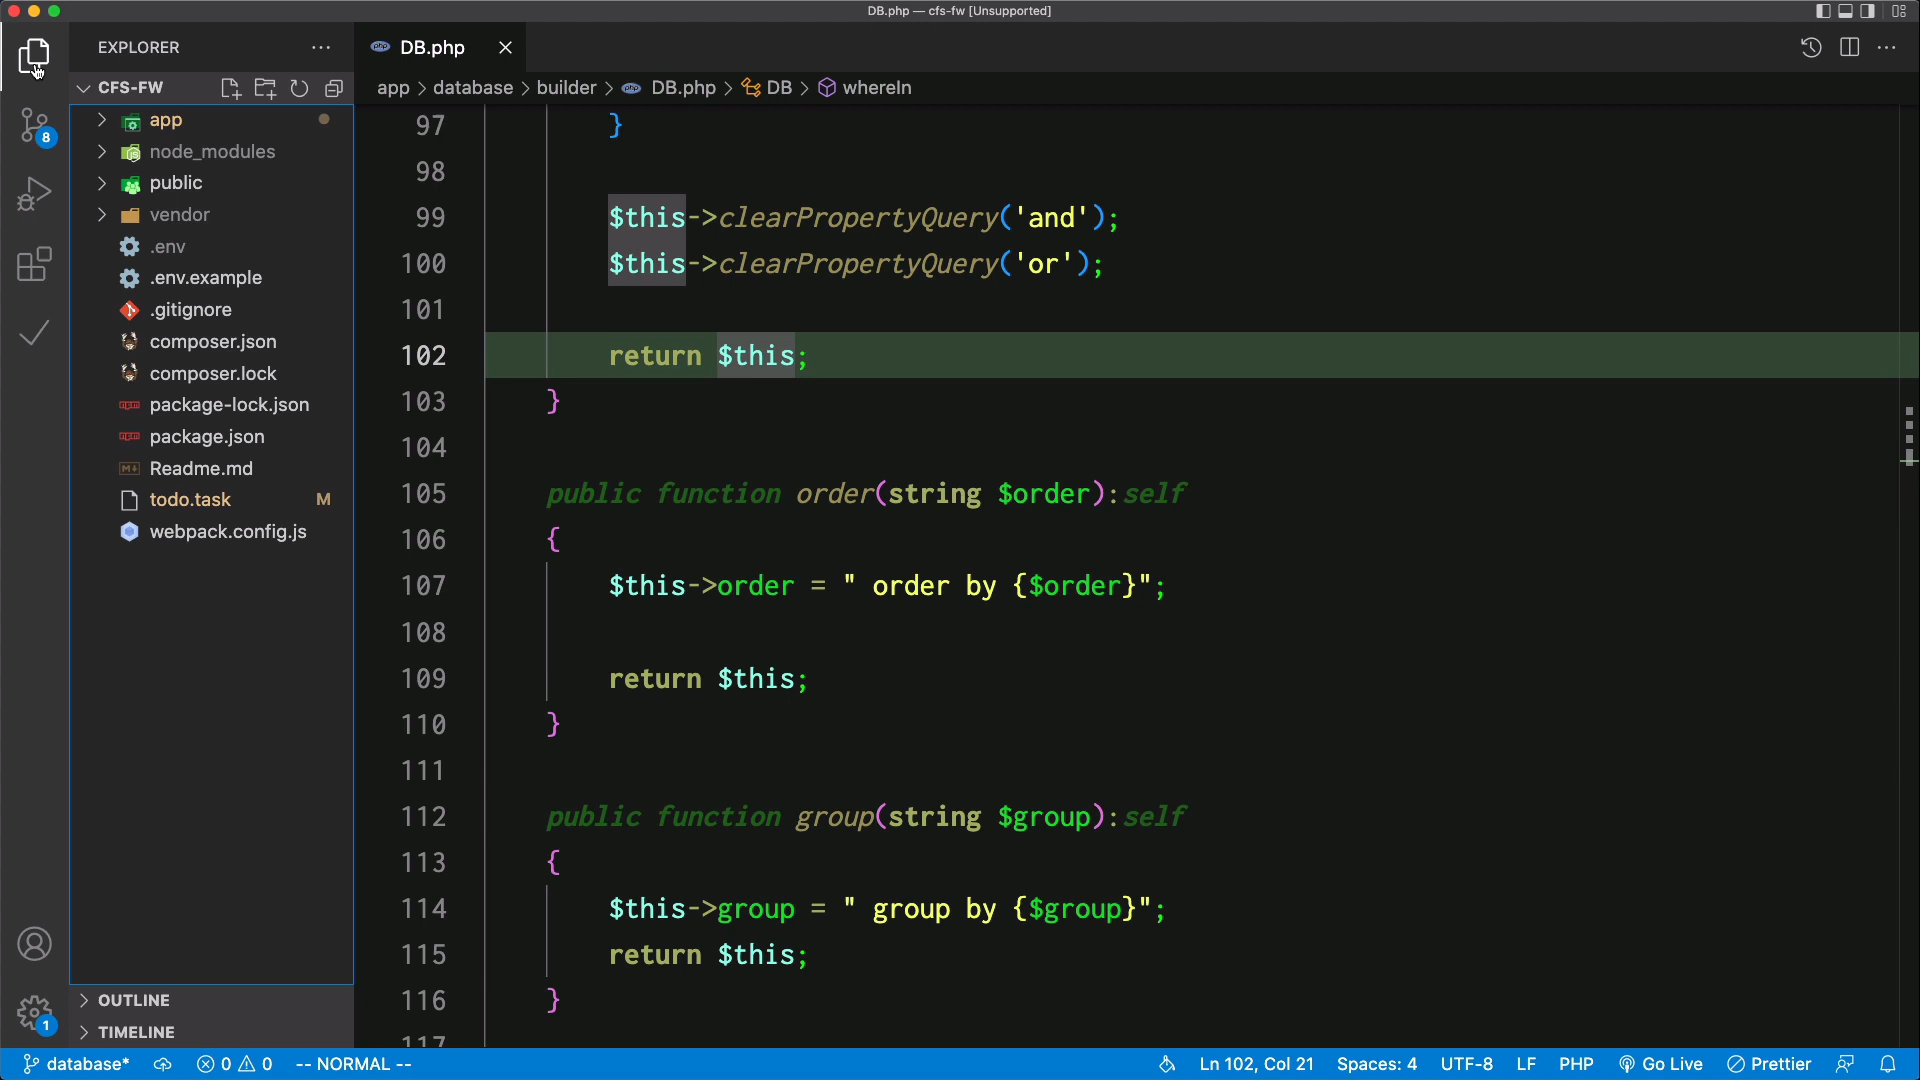 DB.php — cfs-fw [Unsupported]
EXPLORER
CFS-FW
app
node_modules
public
vendor
.env
.env.example
.gitignore
composer.json
composer.lock
package-lock.json
package.json
Readme.md
todo.task M
webpack.config.js
OUTLINE
TIMELINE
8
1
DB.php
app > database > builder > DB.php > DB > whereIn
97 }
98
99 $this->clearPropertyQuery('and');
100 $this->clearPropertyQuery('or');
101
102 return $this;
103 }
104
105 public function order(string $order):self
106 {
107 $this->order = " order by {$order}";
108
109 return $this;
110 }
111
112 public function group(string $group):self
113 {
114 $this->group = " group by {$group}";
115 return $this;
116 }
117
database* 0 0 -- NORMAL -- Ln 102, Col 21 Spaces: 4 UTF-8 LF PHP Go Live Prettier